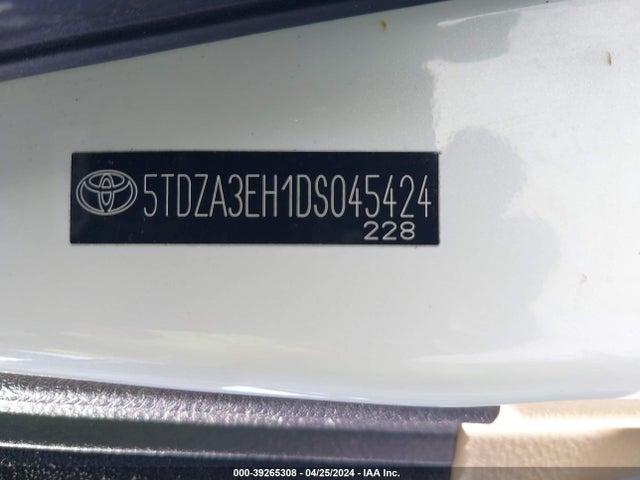 5TDZA3EH1DS045424
228
000-39265308 | 04/25/2024 - IAA Inc.